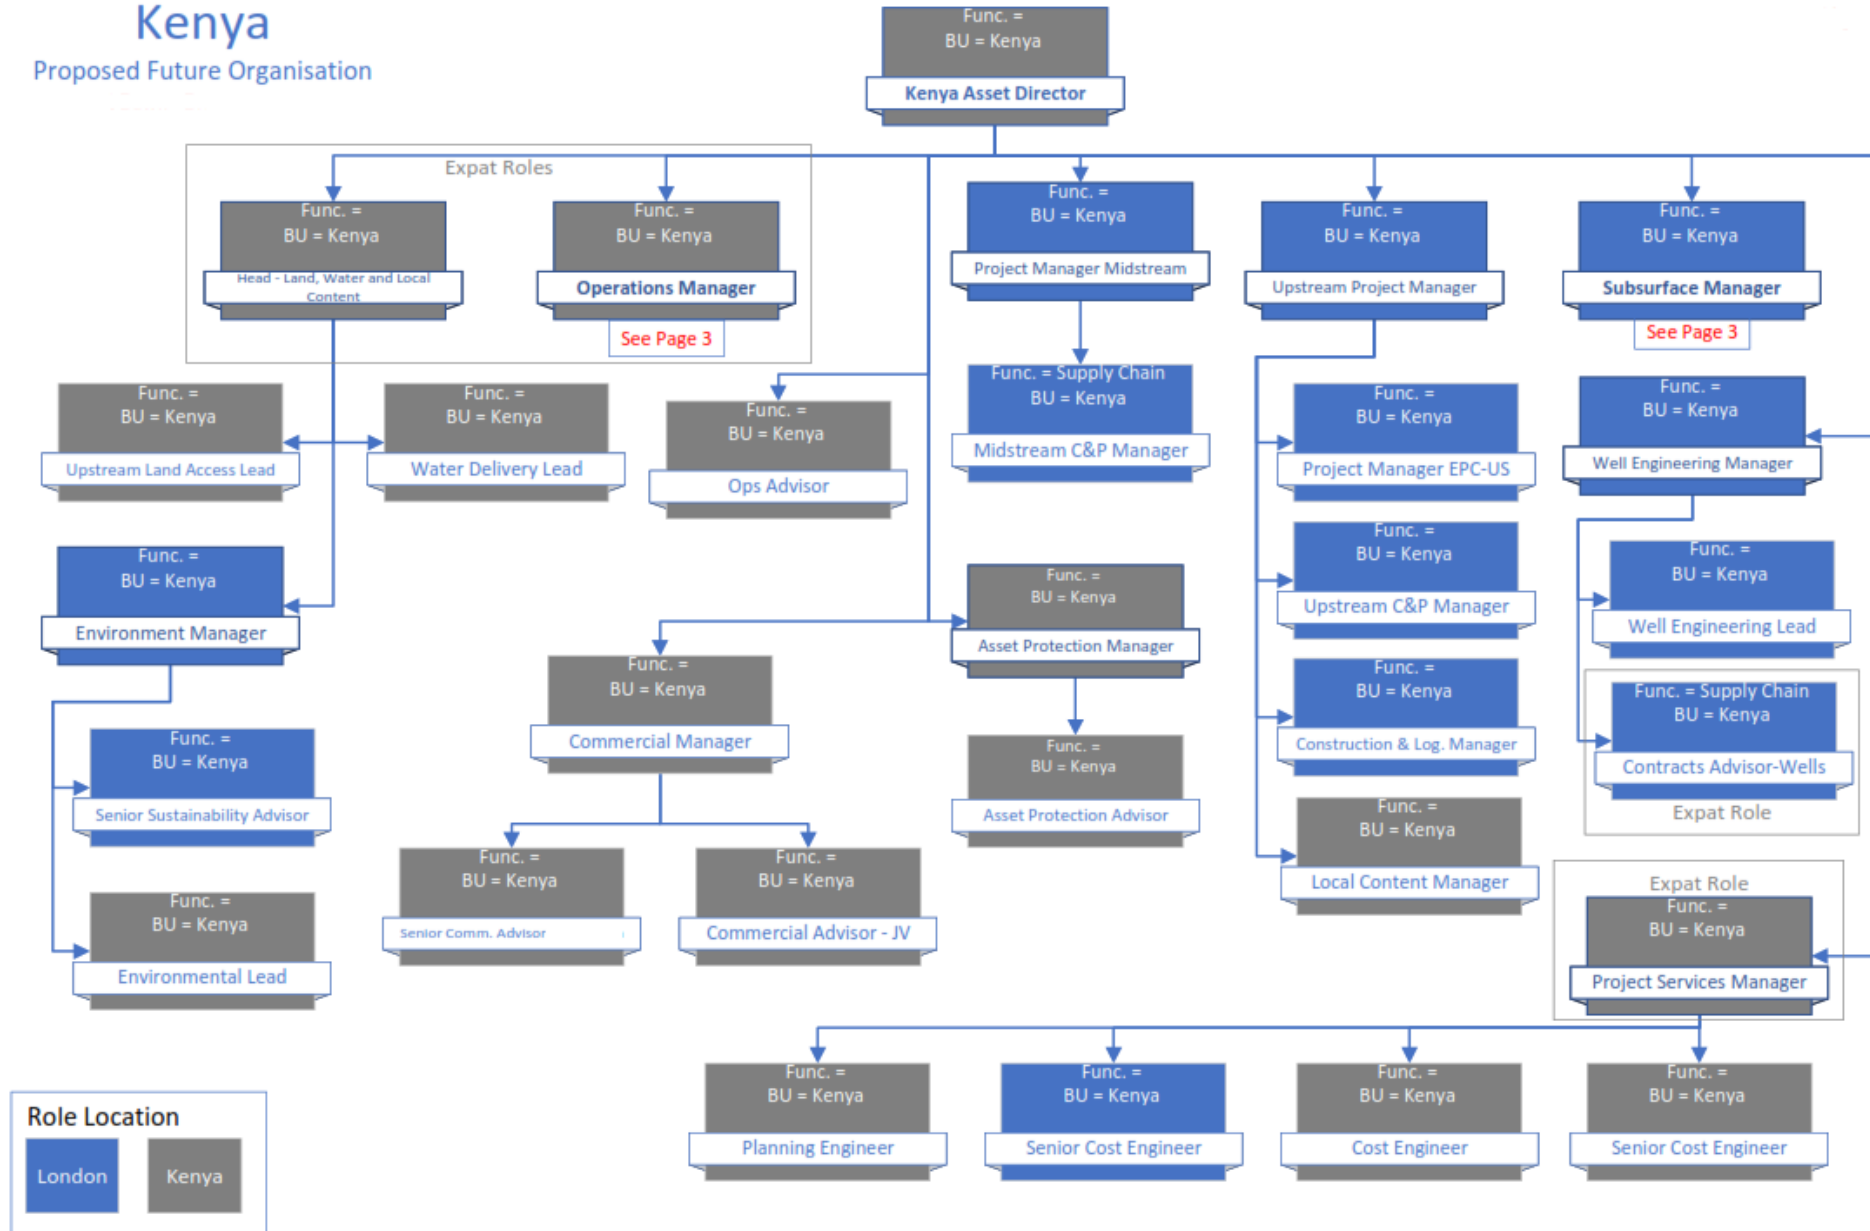 Kenya
Proposed Future Organisation
Func. =
BU = Kenya
Kenya Asset Director
Expat Roles
Func. =
BU = Kenya
Head - Land, Water and Local
Content
Func. =
BU = Kenya
Operations Manager
See Page 3
Func. =
BU = Kenya
Project Manager Midstream
Func. =
BU = Kenya
Upstream Project Manager
Func. =
BU = Kenya
Subsurface Manager
See Page 3
Func. =
BU = Kenya
Upstream Land Access Lead
Func. =
BU = Kenya
Water Delivery Lead
Func. =
BU = Kenya
Ops Advisor
Func. = Supply Chain
BU = Kenya
Midstream C&P Manager
Func. =
BU = Kenya
Project Manager EPC-US
Func. =
BU = Kenya
Well Engineering Manager
Func. =
BU = Kenya
Environment Manager
Func. =
BU = Kenya
Asset Protection Manager
Func. =
BU = Kenya
Upstream C&P Manager
Func. =
BU = Kenya
Well Engineering Lead
Func. =
BU = Kenya
Commercial Manager
Func. =
BU = Kenya
Construction & Log. Manager
Func. = Supply Chain
BU = Kenya
Contracts Advisor-Wells
Expat Role
Func. =
BU = Kenya
Senior Sustainability Advisor
Func. =
BU = Kenya
Asset Protection Advisor
Func. =
BU = Kenya
Local Content Manager
Func. =
BU = Kenya
Senior Comm. Advisor
Func. =
BU = Kenya
Commercial Advisor - JV
Func. =
BU = Kenya
Environmental Lead
Expat Role
Func. =
BU = Kenya
Project Services Manager
Func. =
BU = Kenya
Planning Engineer
Func. =
BU = Kenya
Senior Cost Engineer
Func. =
BU = Kenya
Cost Engineer
Func. =
BU = Kenya
Senior Cost Engineer
Role Location
London
Kenya